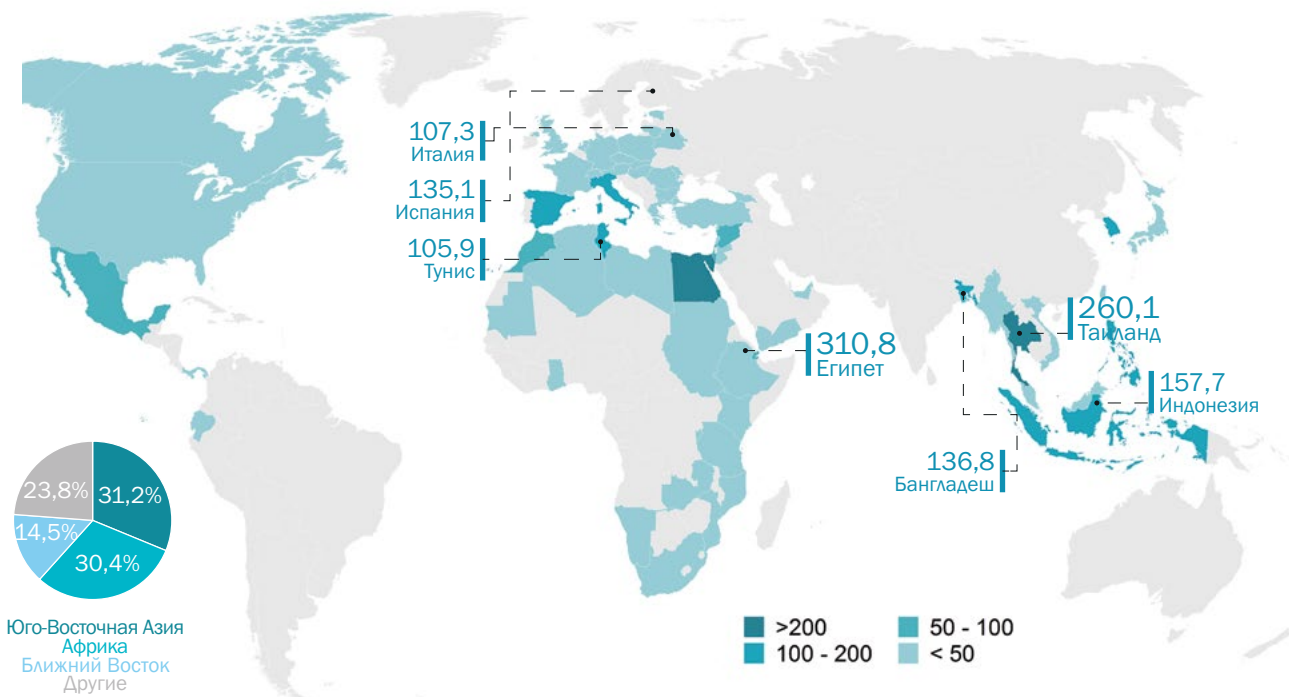 107,3
Италия
135,1
Испания
105,9
Тунис
310,8
Египет
260,1
Таиланд
157,7
Индонезия
136,8
Бангладеш
23,8%
31,2%
14,5%
30,4%
Юго-Восточная Азия
Африка
Ближний Восток
Другие
>200
50 - 100
100 - 200
< 50